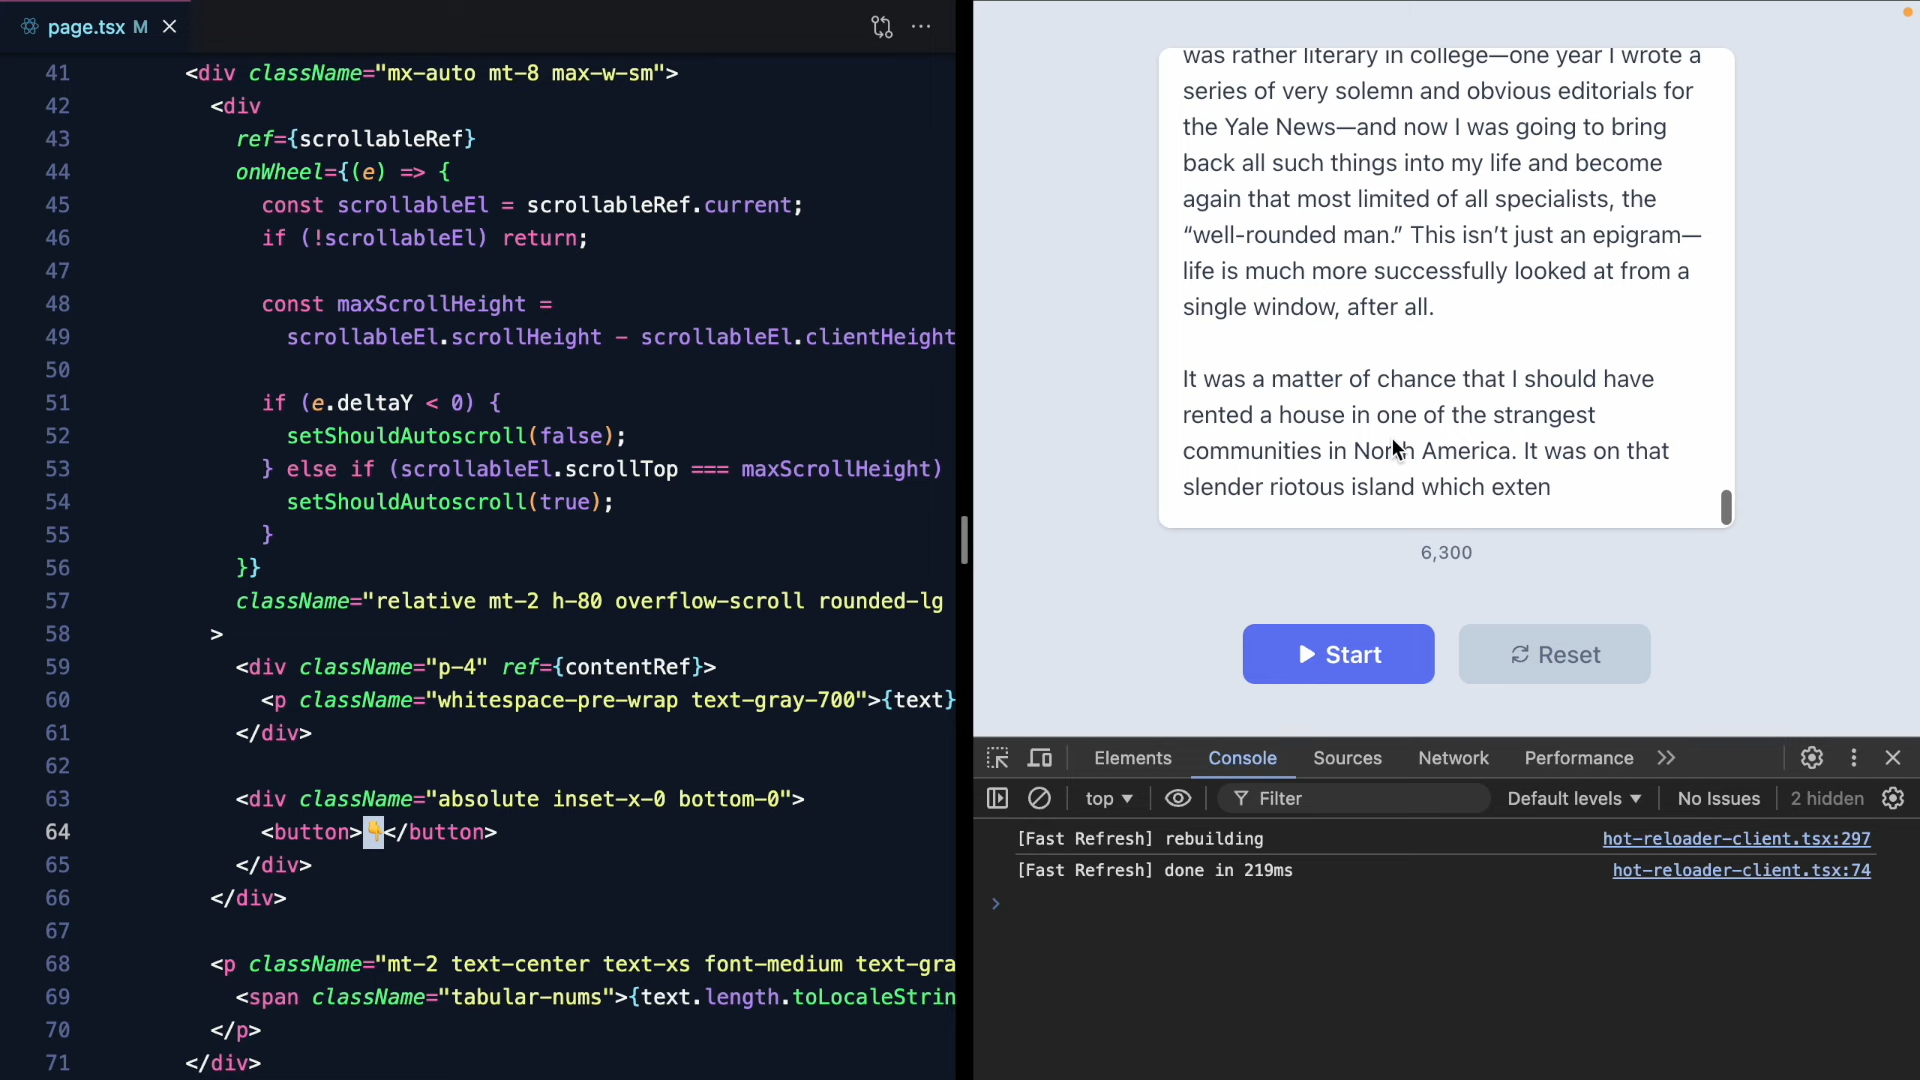 page.tsx M
41 <div className="mx-auto mt-8 max-w-sm">
42 <div
43 ref={scrollableRef}
44 onWheel={(e) => {
45 const scrollableEl = scrollableRef.current;
46 if (!scrollableEl) return;
47
48 const maxScrollHeight =
49 scrollableEl.scrollHeight - scrollableEl.clientHeight
50
51 if (e.deltaY < 0) {
52 setShouldAutoscroll(false);
53 } else if (scrollableEl.scrollTop === maxScrollHeight)
54 setShouldAutoscroll(true);
55 }
56 }}
57 className="relative mt-2 h-80 overflow-scroll rounded-lg
58 >
59 <div className="p-4" ref={contentRef}>
60 <p className="whitespace-pre-wrap text-gray-700">{text}
61 </div>
62
63 <div className="absolute inset-x-0 bottom-0">
64 <button>👇</button>
65 </div>
66 </div>
67
68 <p className="mt-2 text-center text-xs font-medium text-gra
69 <span className="tabular-nums">{text.length.toLocaleStrin
70 </p>
71 </div>
was rather literary in college—one year I wrote a
series of very solemn and obvious editorials for
the Yale News—and now I was going to bring
back all such things into my life and become
again that most limited of all specialists, the
“well-rounded man.” This isn’t just an epigram—
life is much more successfully looked at from a
single window, after all.
It was a matter of chance that I should have
rented a house in one of the strangest
communities in North America. It was on that
slender riotous island which exten
6,300
Start
Reset
Elements Console Sources Network Performance
top Filter Default levels No Issues 2 hidden
[Fast Refresh] rebuilding hot-reloader-client.tsx:297
[Fast Refresh] done in 219ms hot-reloader-client.tsx:74